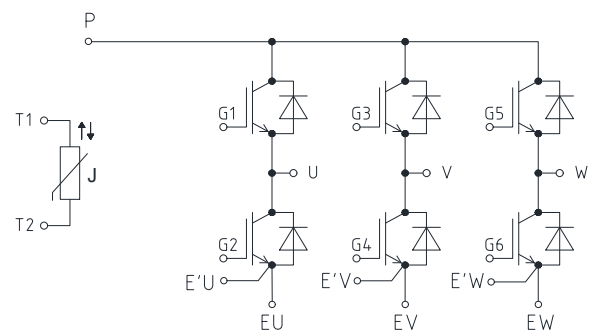 P
G1 G3 G5
T1
J
U V W
T2
G2 G4 G6
E'U E'V E'W
EU EV EW